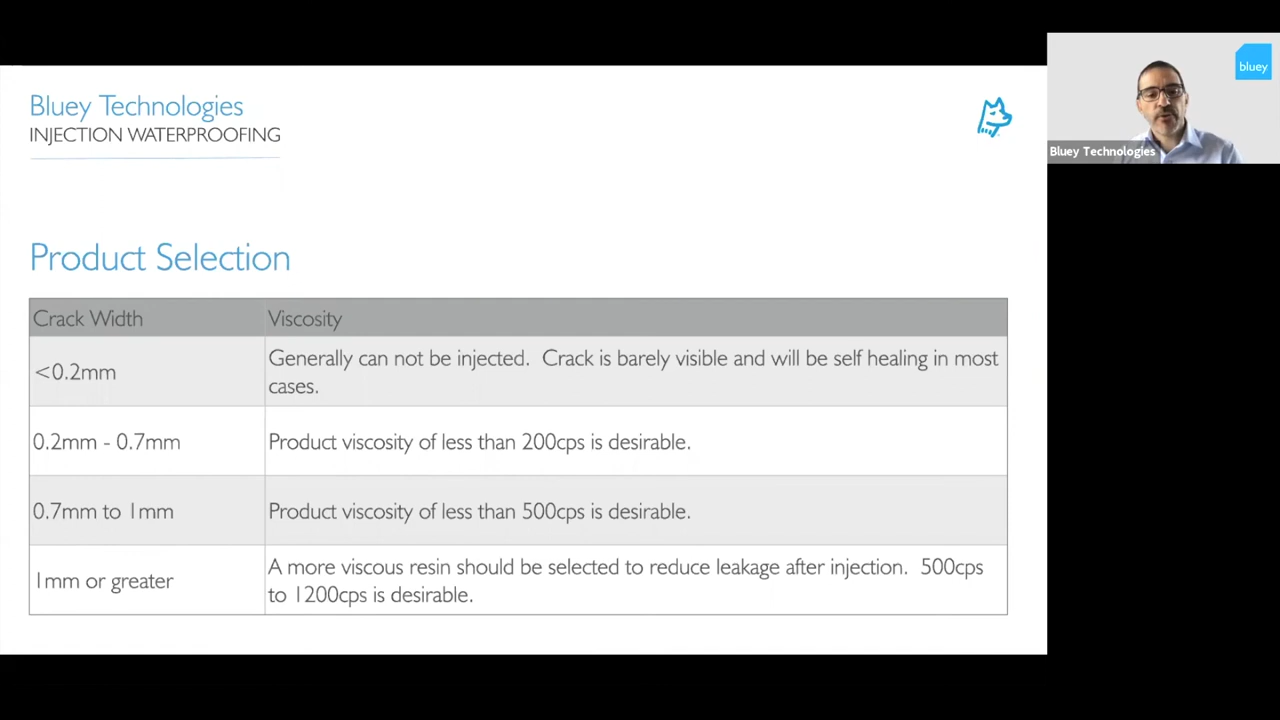 Bluey Technologies
INJECTION WATERPROOFING
bluey
Bluey Technologies
Product Selection
Crack Width
Viscosity
<0.2mm
Generally can not be injected. Crack is barely visible and will be self healing in most
cases.
0.2mm - 0.7mm
Product viscosity of less than 200cps is desirable.
0.7mm to 1mm
Product viscosity of less than 500cps is desirable.
1mm or greater
A more viscous resin should be selected to reduce leakage after injection. 500cps
to 1200cps is desirable.